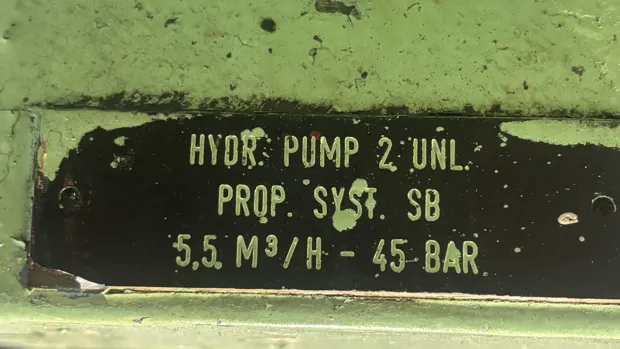 HYDR. PUMP 2 UNL.
PROP. SYST. SB
5,5 M³/H - 45 BAR